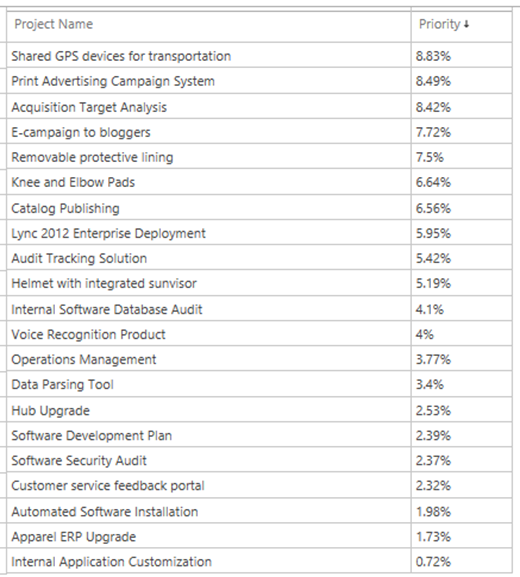 Project Name Priority ↓
Shared GPS devices for transportation 8.83%
Print Advertising Campaign System 8.49%
Acquisition Target Analysis 8.42%
E-campaign to bloggers 7.72%
Removable protective lining 7.5%
Knee and Elbow Pads 6.64%
Catalog Publishing 6.56%
Lync 2012 Enterprise Deployment 5.95%
Audit Tracking Solution 5.42%
Helmet with integrated sunvisor 5.19%
Internal Software Database Audit 4.1%
Voice Recognition Product 4%
Operations Management 3.77%
Data Parsing Tool 3.4%
Hub Upgrade 2.53%
Software Development Plan 2.39%
Software Security Audit 2.37%
Customer service feedback portal 2.32%
Automated Software Installation 1.98%
Apparel ERP Upgrade 1.73%
Internal Application Customization 0.72%